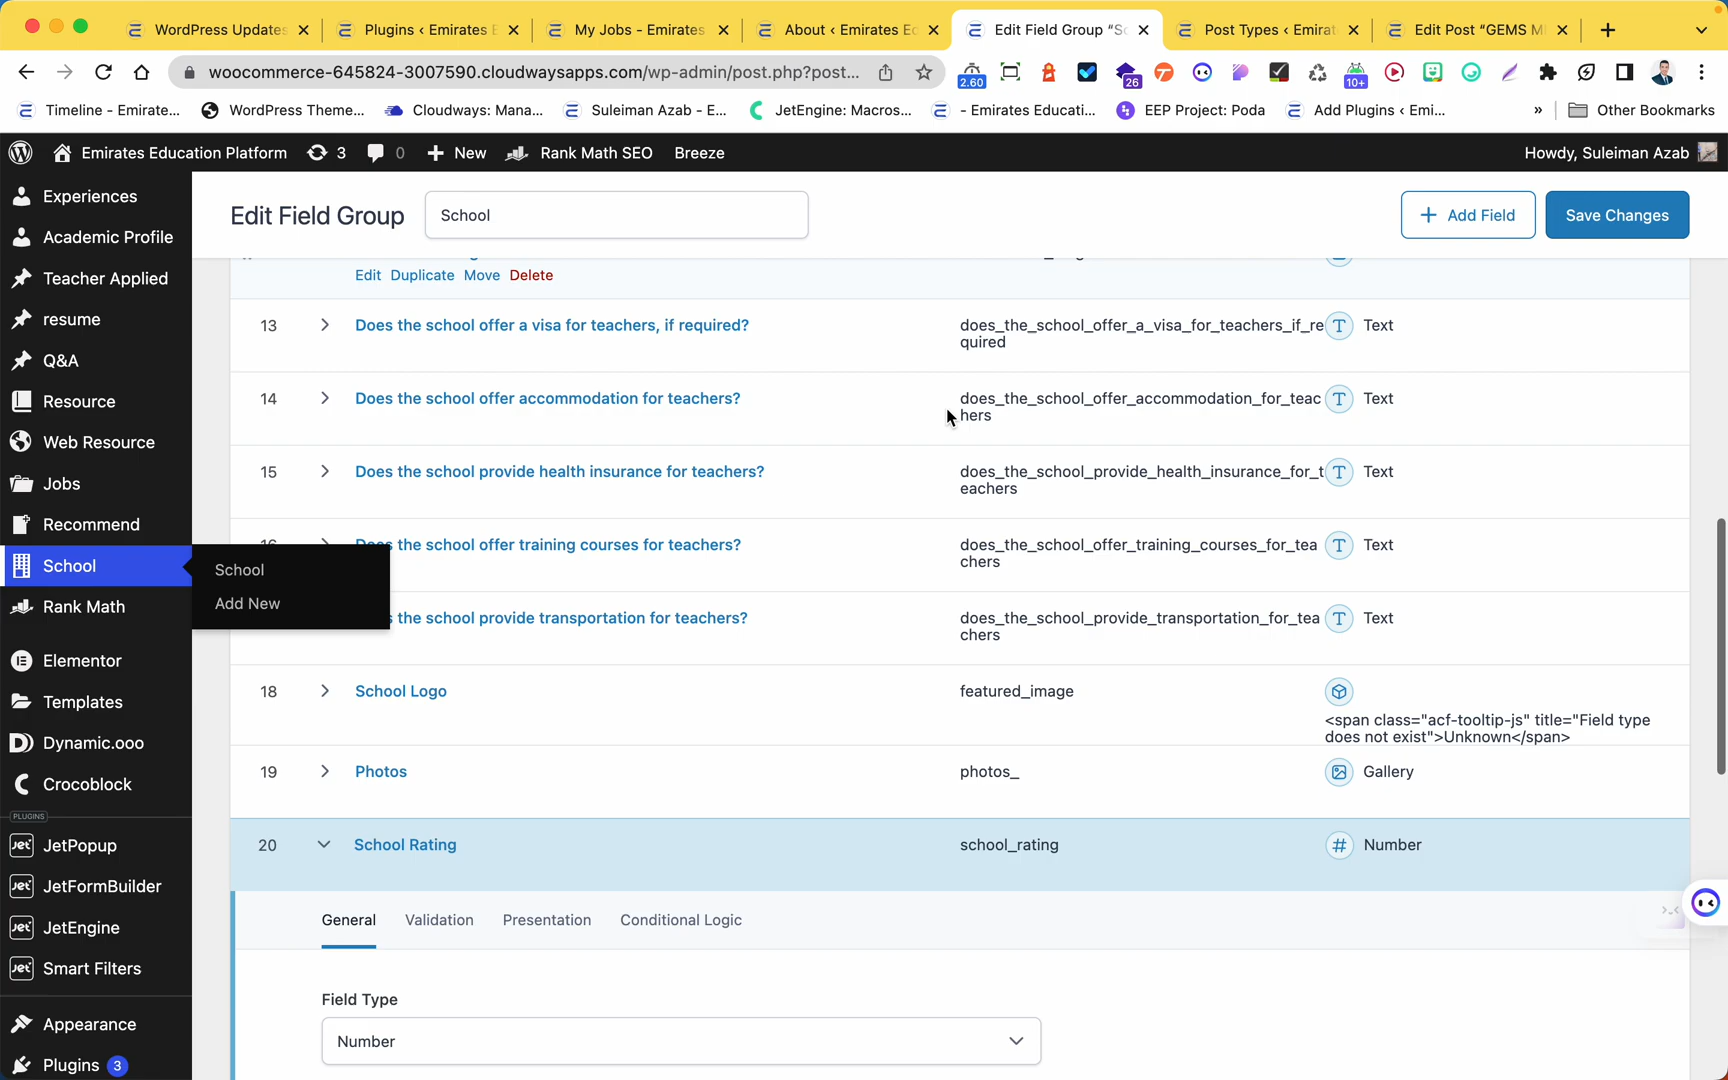 WordPress Updates
Plugins ‹ Emirates E
My Jobs - Emirates
About ‹ Emirates Ed
Edit Field Group “Sc
Post Types ‹ Emirat
Edit Post “GEMS M
woocommerce-645824-3007590.cloudwaysapps.com/wp-admin/post.php?post...
2.60
26
10+
Timeline - Emirate...
WordPress Theme...
Cloudways: Mana...
Suleiman Azab - E...
JetEngine: Macros...
- Emirates Educati...
EEP Project: Poda
Add Plugins ‹ Emi...
»
Other Bookmarks
Emirates Education Platform
3
0
New
Rank Math SEO
Breeze
Howdy, Suleiman Azab
Experiences
Academic Profile
Teacher Applied
resume
Q&A
Resource
Web Resource
Jobs
Recommend
School
Rank Math
Elementor
Templates
Dynamic.ooo
Crocoblock
PLUGINS
JetPopup
JetFormBuilder
JetEngine
Smart Filters
Appearance
Plugins 3
School
Add New
Edit Field Group
School
+ Add Field
Save Changes
Edit Duplicate Move Delete
13 Does the school offer a visa for teachers, if required? does_the_school_offer_a_visa_for_teachers_if_re Text
quired
14 Does the school offer accommodation for teachers? does_the_school_offer_accommodation_for_teac Text
hers
15 Does the school provide health insurance for teachers? does_the_school_provide_health_insurance_for_t Text
eachers
16 the school offer training courses for teachers? does_the_school_offer_training_courses_for_tea Text
chers
the school provide transportation for teachers? does_the_school_provide_transportation_for_tea Text
chers
18 School Logo featured_image
<span class="acf-tooltip-js" title="Field type
does not exist">Unknown</span>
19 Photos photos_ Gallery
20 School Rating school_rating Number
General Validation Presentation Conditional Logic
Field Type
Number